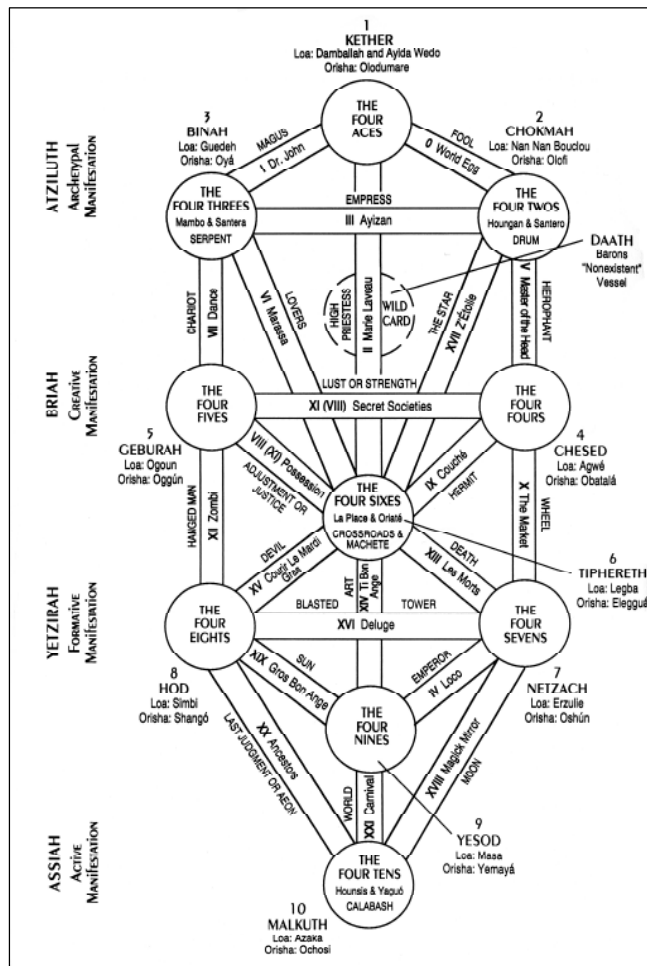 1
KETHER
Loa: Damballah and Ayida Wedo
Orisha: Olodumare
THE
FOUR
ACES
3
BINAH
Loa: Guedeh
Orisha: Oyá
2
CHOKMAH
Loa: Nan Nan Bouclou
Orisha: Olofi
MAGUS
I Dr. John
FOOL
0 World Egg
ATZILUTH
Archetypal
Manifestation
THE
FOUR THREES
Mambo & Santera
SERPENT
EMPRESS
III Ayizan
THE
FOUR TWOS
Houngan & Santero
DRUM
DAATH
Barons
"Nonexistent"
Vessel
CHARIOT
VII Dance
LOVERS
VI Marassa
HIGH
PRIESTESS
II Marie Laveau
WILD
CARD
THE STAR
XVII Z'Étoile
V Master of the Head
HEROPHANT
BRIAH
Creative
Manifestation
LUST OR STRENGTH
XI (VIII) Secret Societies
THE
FOUR
FIVES
THE
FOUR
FOURS
5
GEBURAH
Loa: Ogoun
Orisha: Oggún
4
CHESED
Loa: Agwé
Orisha: Obatalá
VIII (XI) Possession
ADJUSTMENT OR
JUSTICE
IX Couché
HERMIT
HANGED MAN
XI Zombi
THE
FOUR SIXES
La Place & Oriaté
CROSSROADS &
MACHETE
X The Market
WHEEL
6
TIPHERETH
Loa: Legba
Orisha: Eleggua
DEVIL
XV Courir Le Mardi
Gras
ART
XIV Ti Bon
Ange
DEATH
XIII Les Morts
YETZIRAH
Formative
Manifestation
THE
FOUR
EIGHTS
BLASTED
TOWER
XVI Deluge
THE
FOUR
SEVENS
8
HOD
Loa: Simbi
Orisha: Shangó
SUN
XIX Gros Bon Ange
EMPEROR
IV Loco
7
NETZACH
Loa: Erzulie
Orisha: Oshún
THE
FOUR
NINES
XX Ancestors
LAST JUDGMENT OR AEON
WORLD
XXI Carnival
XVIII Magick Mirror
MOON
9
YESOD
Loa: Masa
Orisha: Yemayá
ASSIAH
Active
Manifestation
THE
FOUR TENS
Hounsis & Yaguó
CALABASH
10
MALKUTH
Loa: Azaka
Orisha: Ochosi